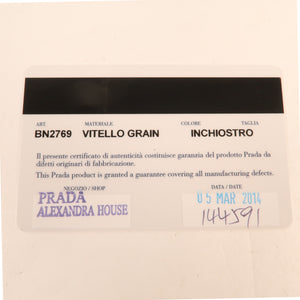 ART. MATERIALE COLORE TAGLIA
BN2769 VITELLO GRAIN INCHIOSTRO
Il presente certificato di autenticità costituisce garanzia del prodotto Prada da
difetti originari di fabbricazione.
This Prada product is granted a guarantee covering all manufacturing defects.
NEGOZIO / SHOP DATA / DATE
PRADA 05 MAR 2014
ALEXANDRA HOUSE 144591